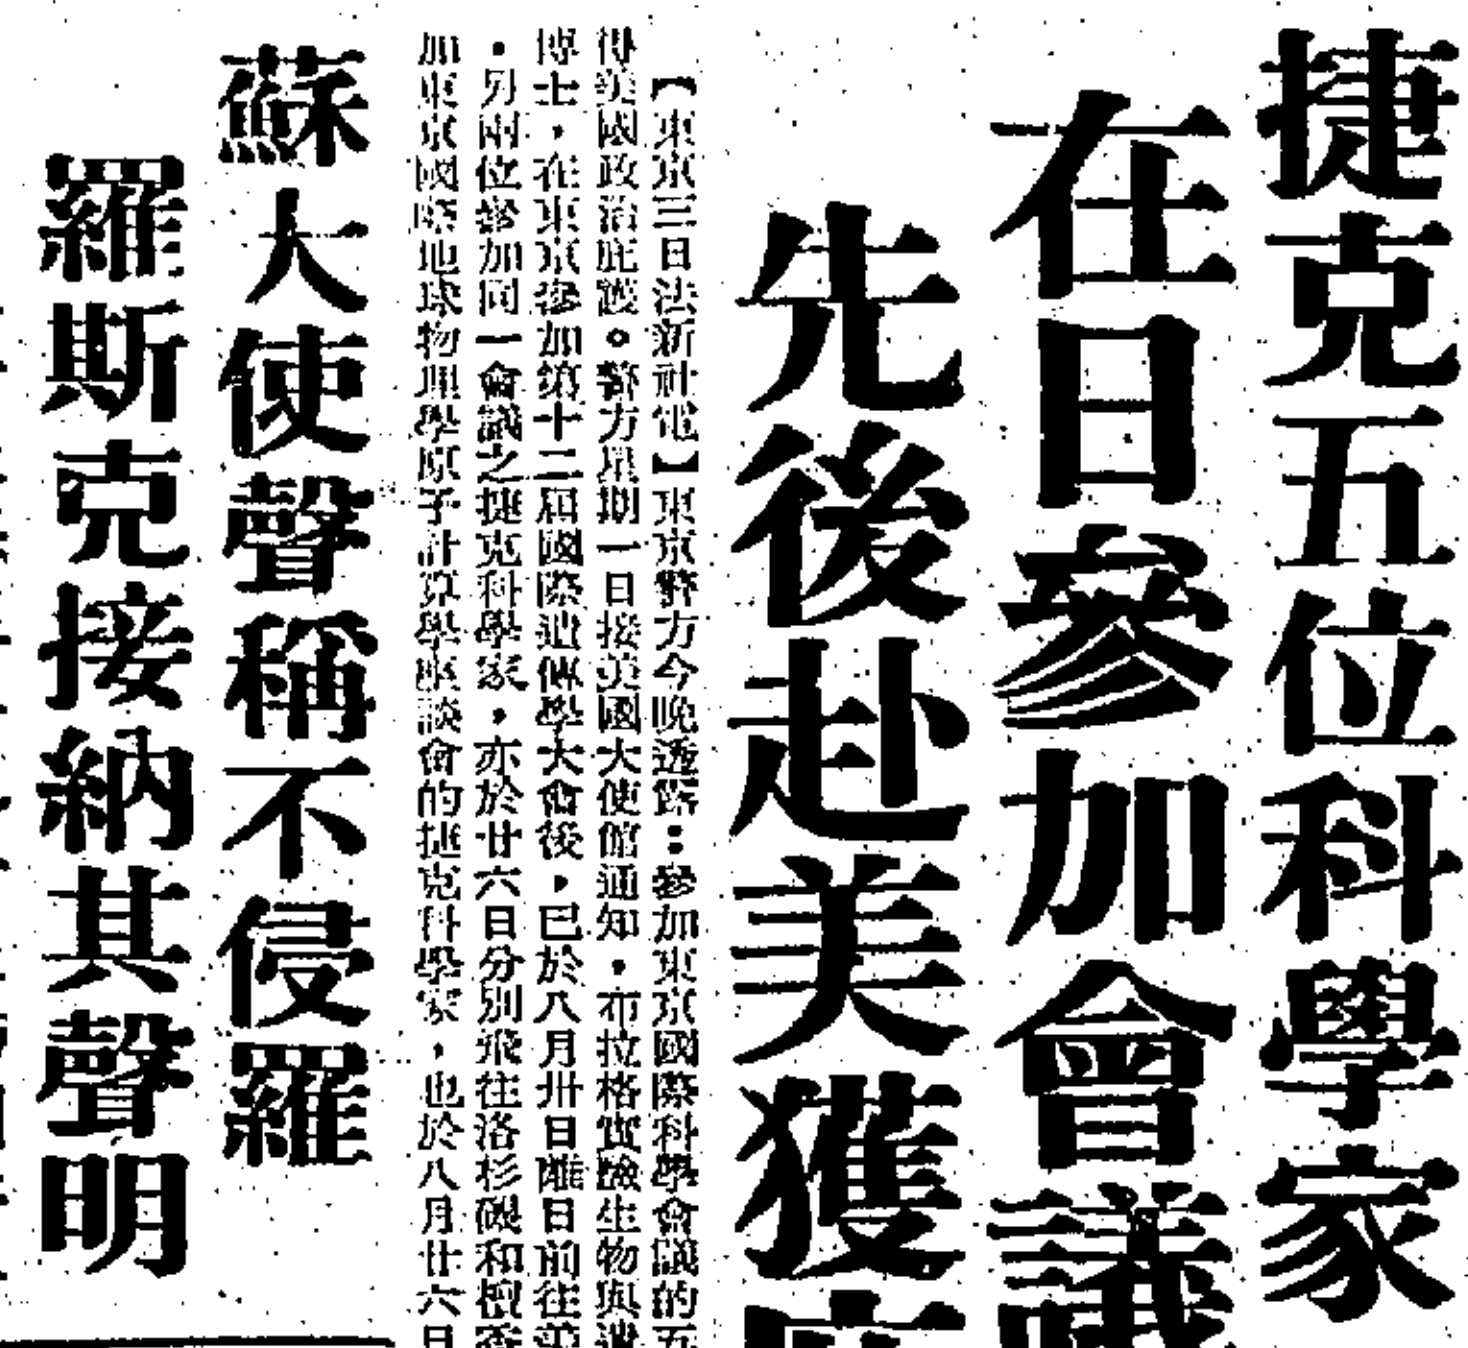 捷克五位科學家
在日參加會議
先後赴美獲
【東京三日法新社電】東京警方今晚透露：參加東京國際科學會議的五
得美國政治庇護。警方星期一日接美國大使館通知，布拉格實驗生物與遺
博士，在東京參加第十二屆國際遺傳學大會後，已於八月卅日離日前往
，另兩位參加同一會議之捷克科學家，亦於廿六日分別飛往洛杉磯和檀香
加東京國際地球物理學原子計算學座談會的捷克科學家，也於八月廿六日
蘇大使聲稱不侵羅
羅斯克接納其聲明